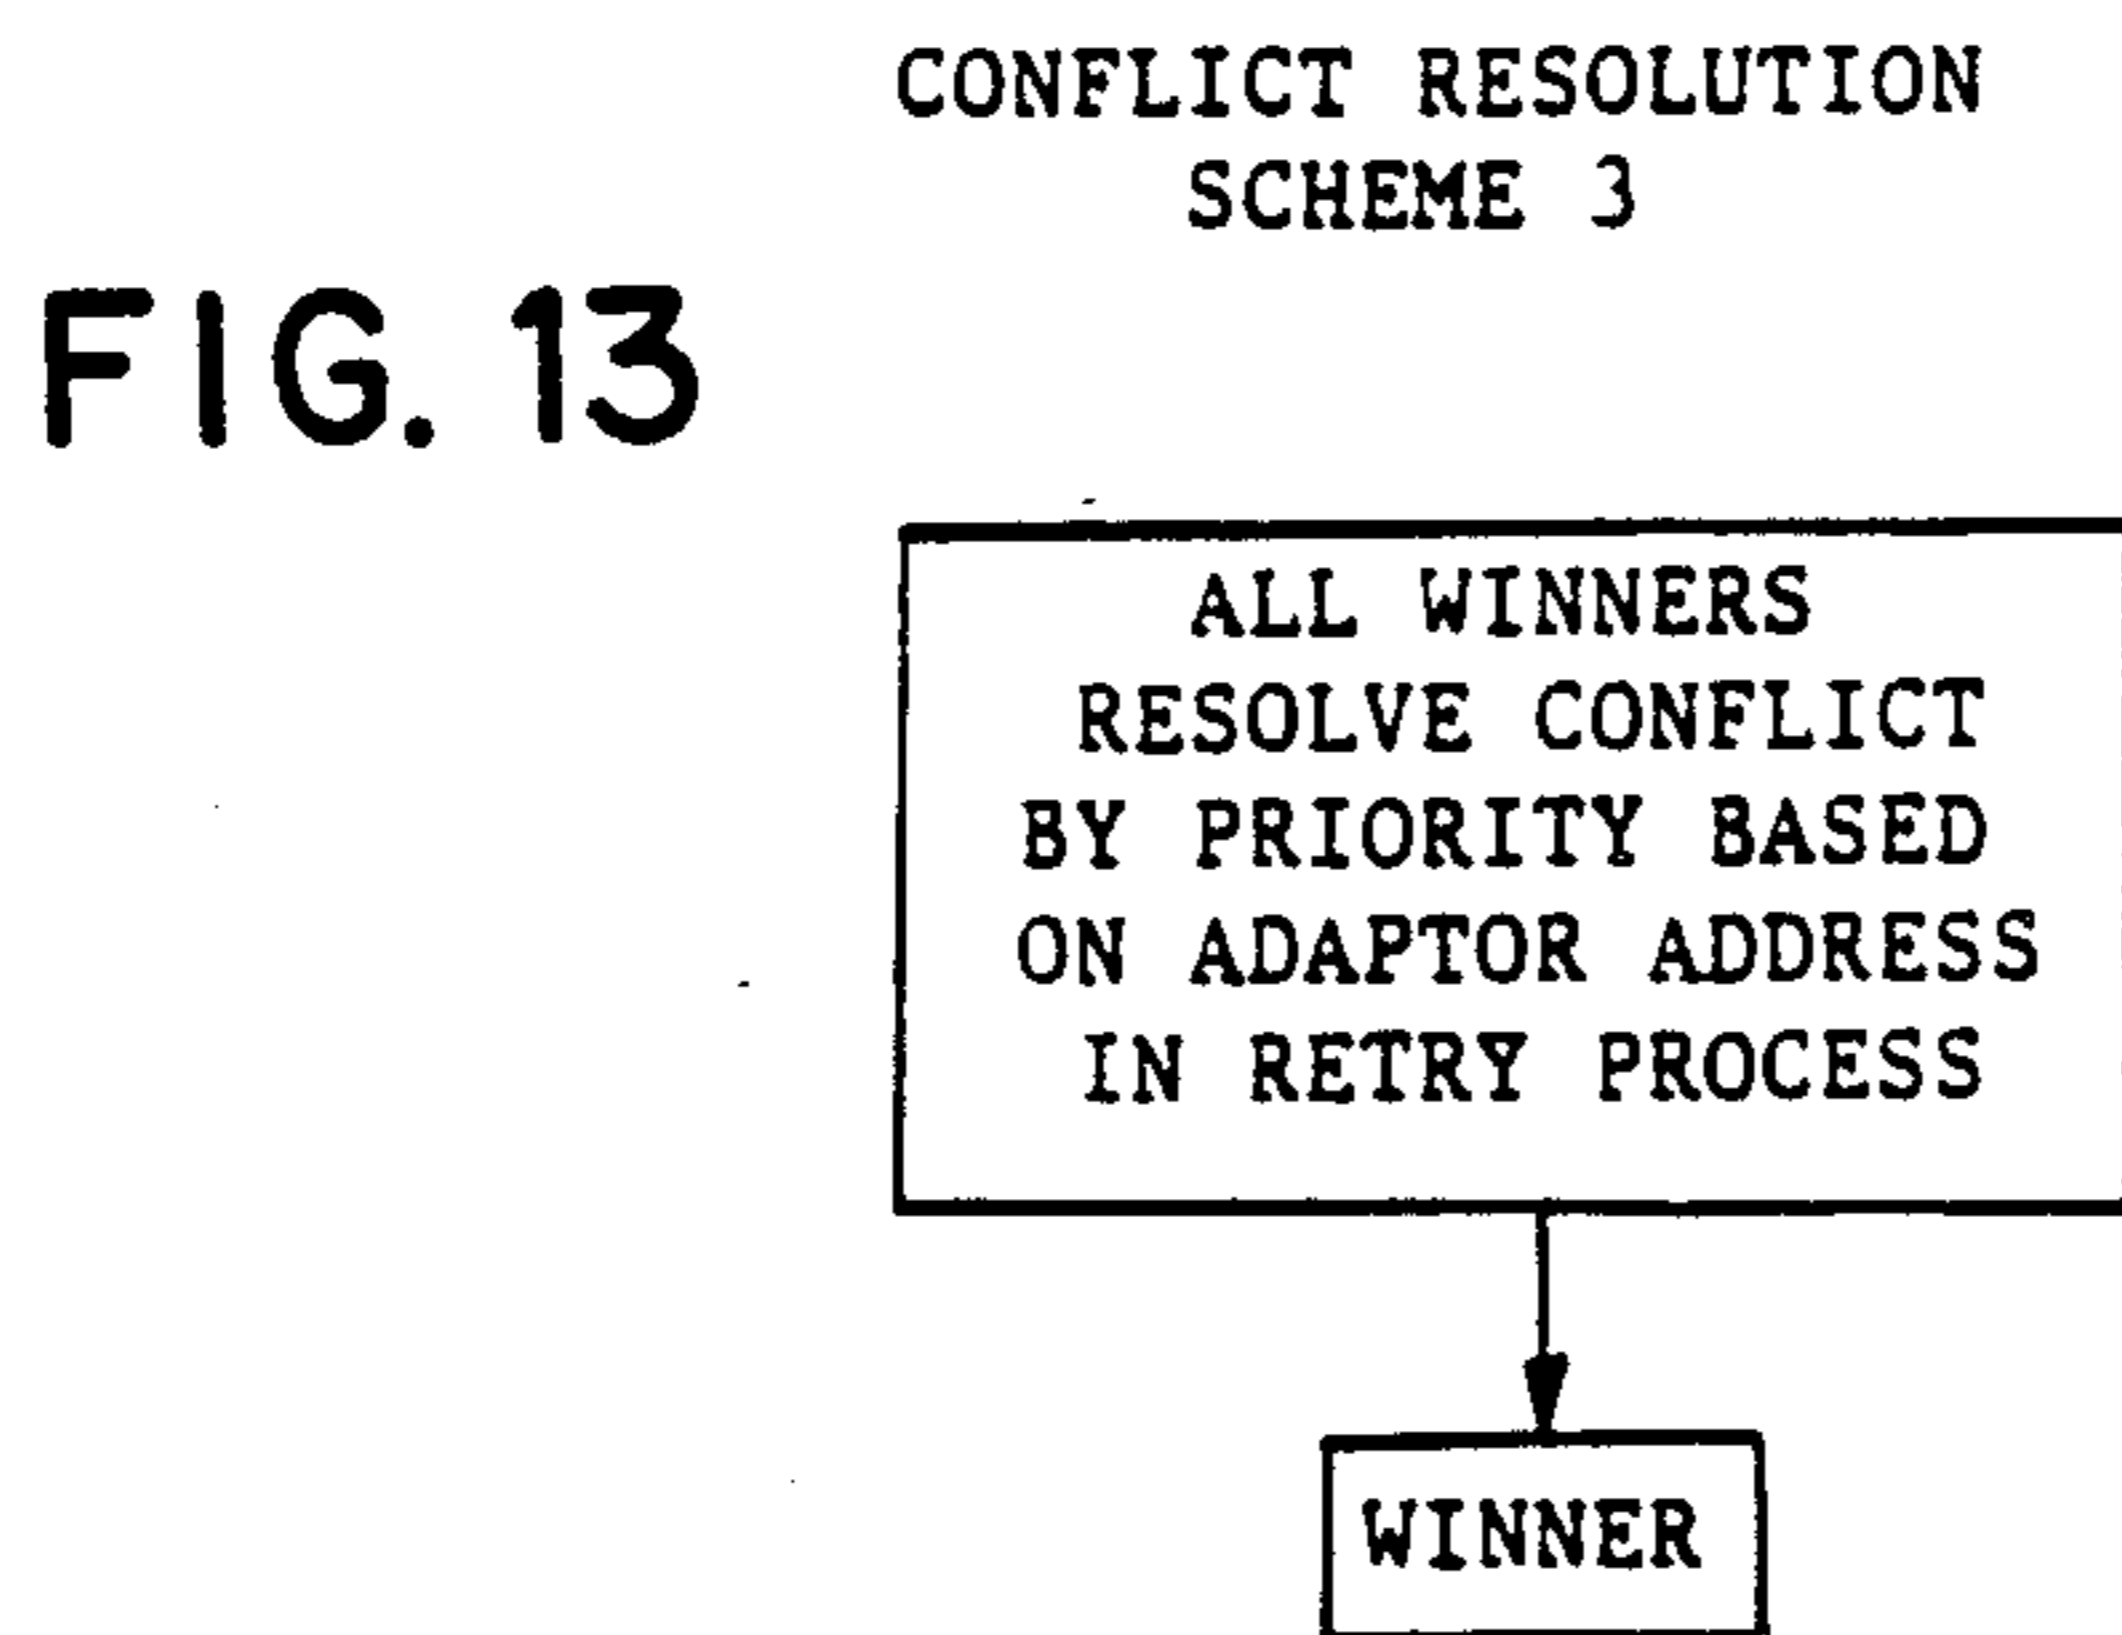 CONFLICT RESOLUTION
SCHEME 3
FIG. 13
ALL WINNERS
RESOLVE CONFLICT
BY PRIORITY BASED
ON ADAPTOR ADDRESS
IN RETRY PROCESS
WINNER